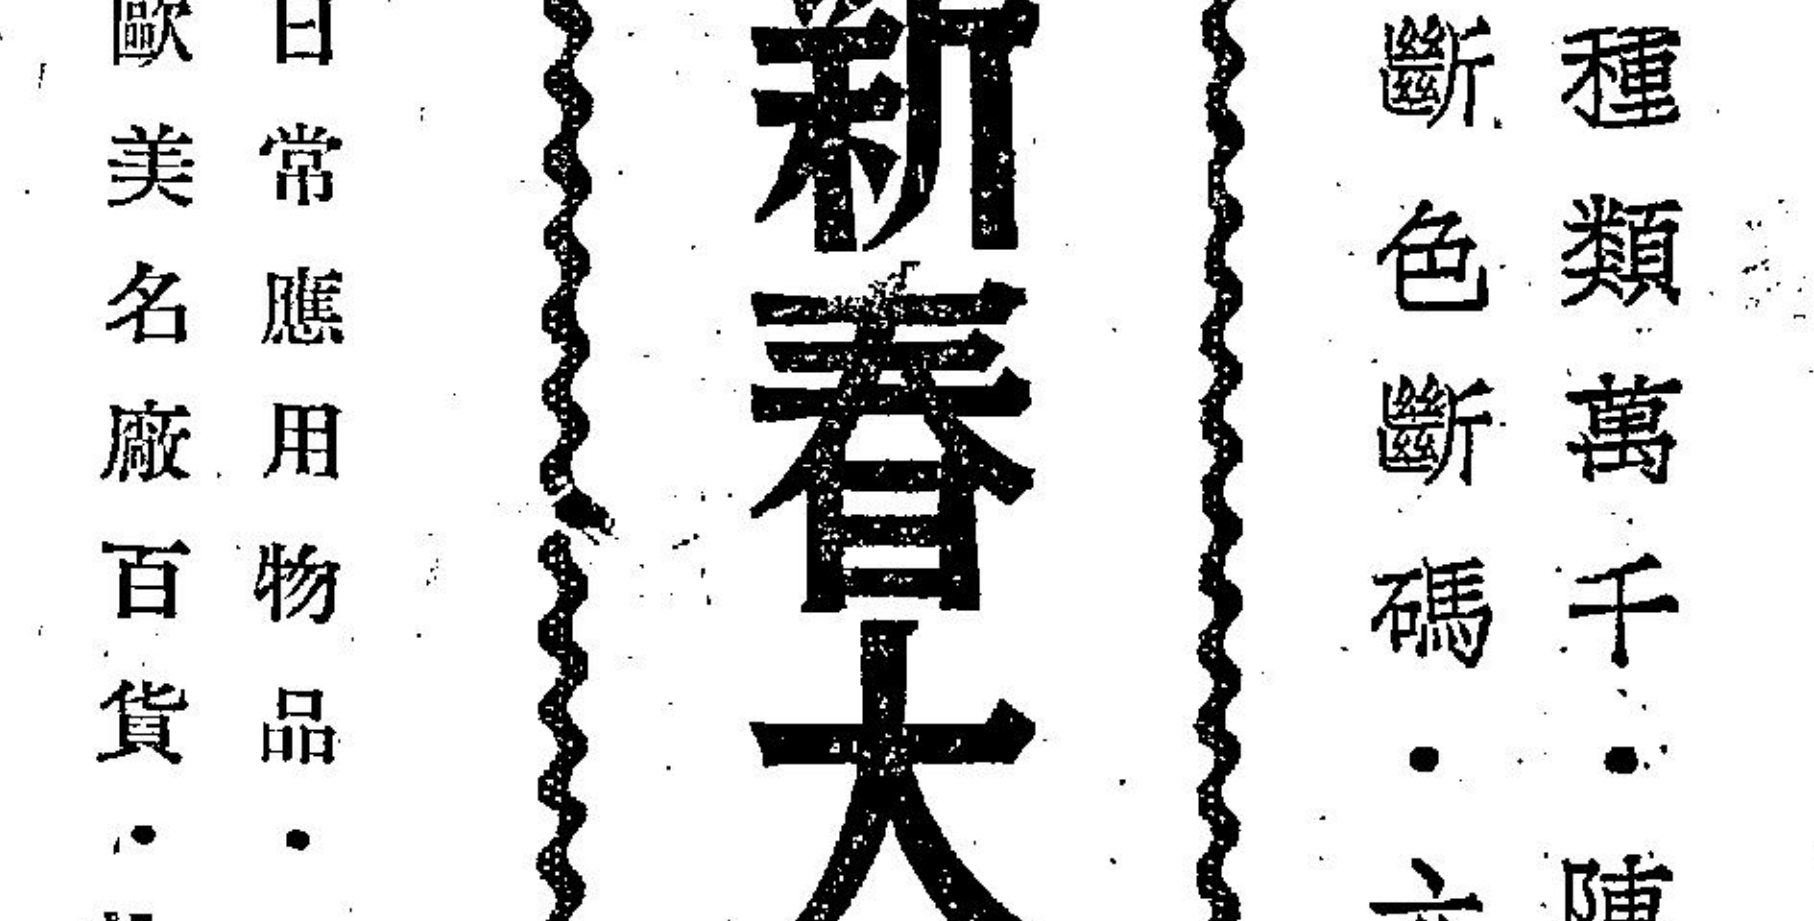 種類萬千・陳
斷色斷碼・
新春大
日常應用物品・
歐美名廠百貨・